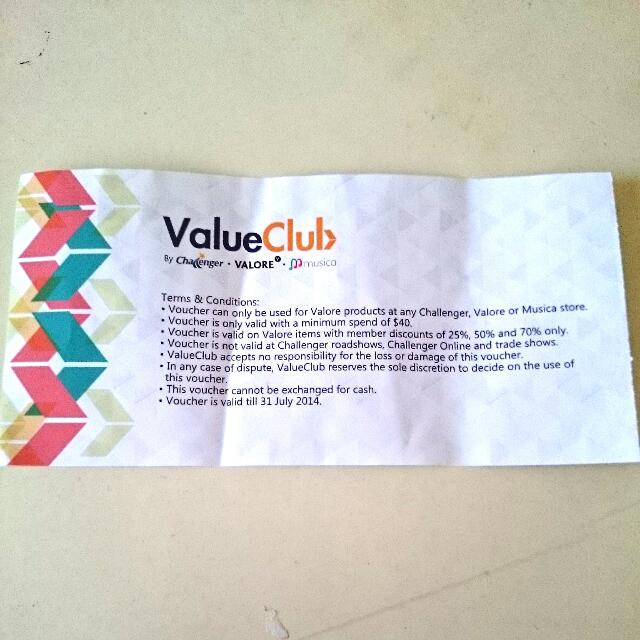 ValueClub
By Challenger • VALORE • musica
Terms & Conditions:
• Voucher can only be used for Valore products at any Challenger, Valore or Musica store.
• Voucher is only valid with a minimum spend of $40.
• Voucher is valid on Valore items with member discounts of 25%, 50% and 70% only.
• Voucher is not valid at Challenger roadshows, Challenger Online and trade shows.
• ValueClub accepts no responsibility for the loss or damage of this voucher.
• In any case of dispute, ValueClub reserves the sole discretion to decide on the use of
this voucher.
• This voucher cannot be exchanged for cash.
• Voucher is valid till 31 July 2014.